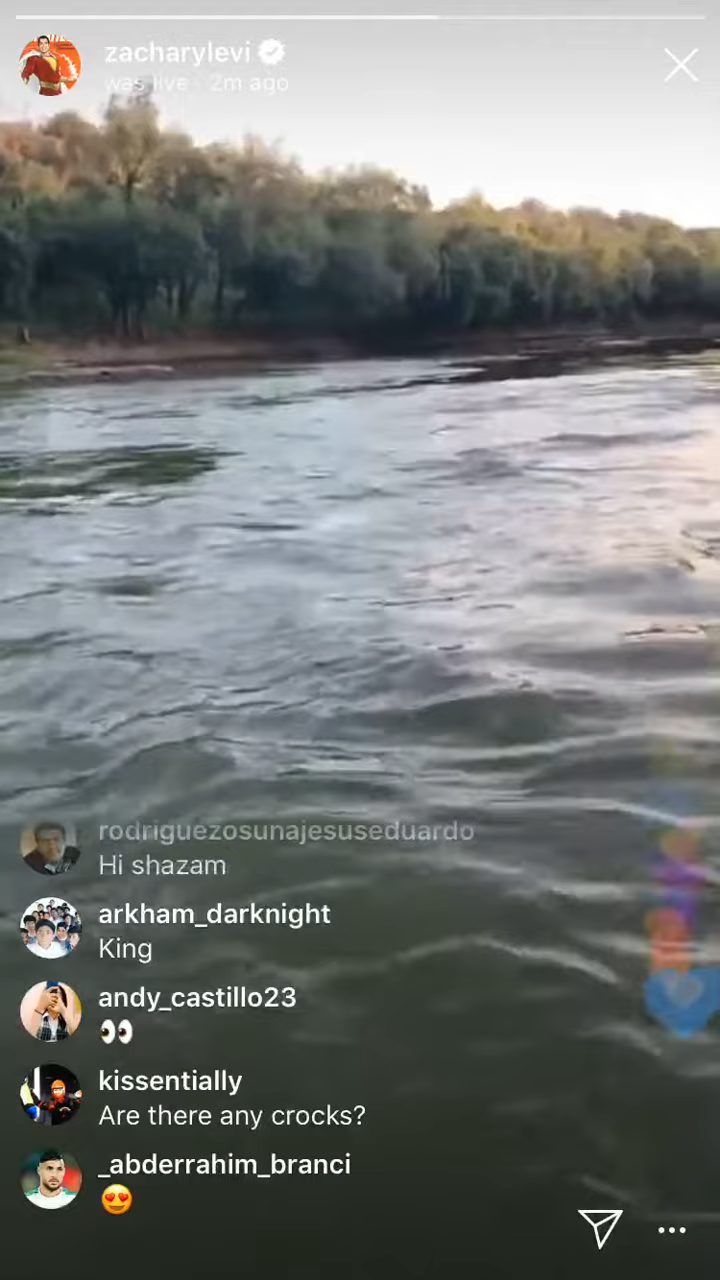 zacharylevi
was live · 2m ago
rodriguezosunajesuseduardo
Hi shazam
arkham_darknight
King
andy_castillo23
👀
kissentially
Are there any crocks?
_abderrahim_branci
😍